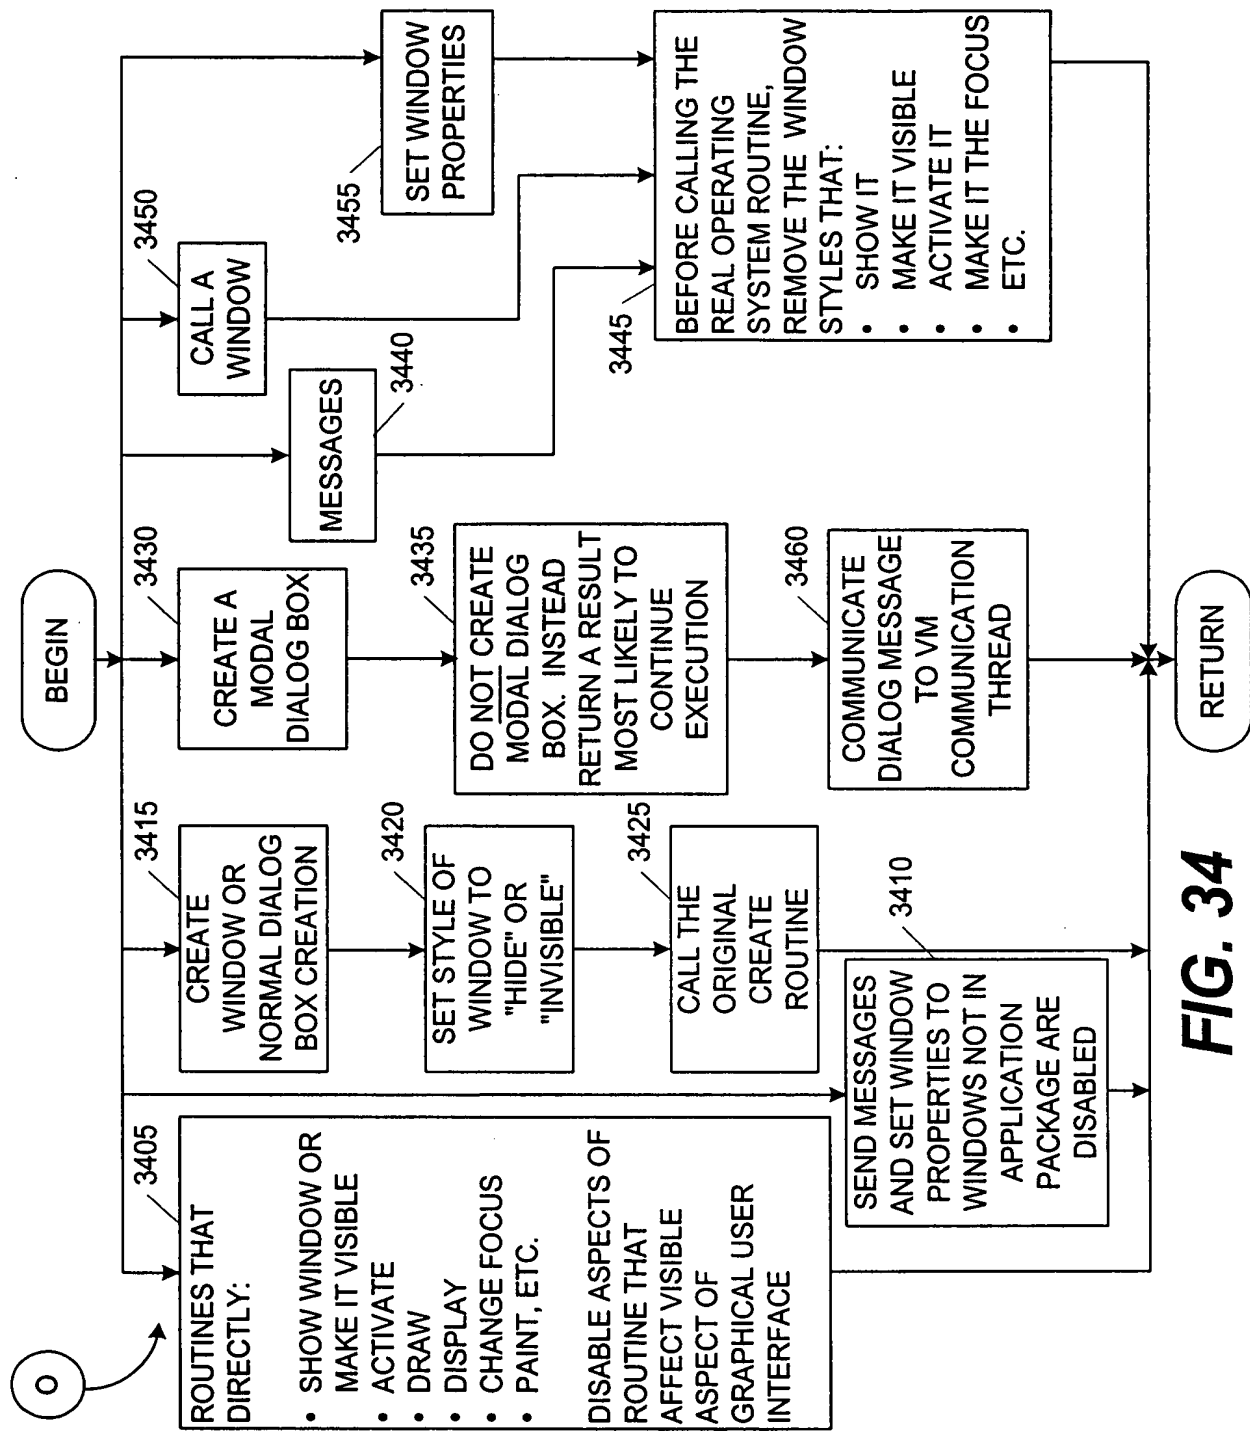 BEGIN
O
3405
ROUTINES THAT
DIRECTLY:
• SHOW WINDOW OR
MAKE IT VISIBLE
• ACTIVATE
• DRAW
• DISPLAY
• CHANGE FOCUS
• PAINT, ETC.
DISABLE ASPECTS OF
ROUTINE THAT
AFFECT VISIBLE
ASPECT OF
GRAPHICAL USER
INTERFACE
3410
SEND MESSAGES
AND SET WINDOW
PROPERTIES TO
WINDOWS NOT IN
APPLICATION
PACKAGE ARE
DISABLED
3415
CREATE
WINDOW OR
NORMAL DIALOG
BOX CREATION
3420
SET STYLE OF
WINDOW TO
"HIDE" OR
"INVISIBLE"
3425
CALL THE
ORIGINAL
CREATE
ROUTINE
3430
CREATE A
MODAL
DIALOG BOX
3435
DO NOT CREATE
MODAL DIALOG
BOX. INSTEAD
RETURN A RESULT
MOST LIKELY TO
CONTINUE
EXECUTION
3460
COMMUNICATE
DIALOG MESSAGE
TO VM
COMMUNICATION
THREAD
MESSAGES
3440
3450
CALL A
WINDOW
3455
SET WINDOW
PROPERTIES
3445
BEFORE CALLING THE
REAL OPERATING
SYSTEM ROUTINE,
REMOVE THE WINDOW
STYLES THAT:
• SHOW IT
• MAKE IT VISIBLE
• ACTIVATE IT
• MAKE IT THE FOCUS
• ETC.
RETURN
FIG. 34